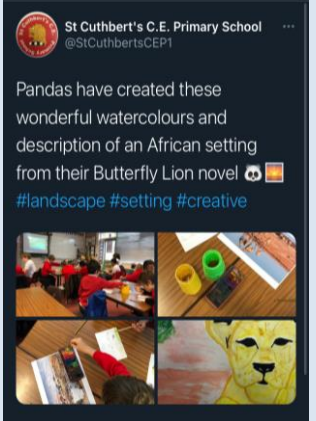 St Cuthbert's C.E. Primary School
@StCuthbertsCEP1
Pandas have created these
wonderful watercolours and
description of an African setting
from their Butterfly Lion novel 🐼🌅
#landscape #setting #creative